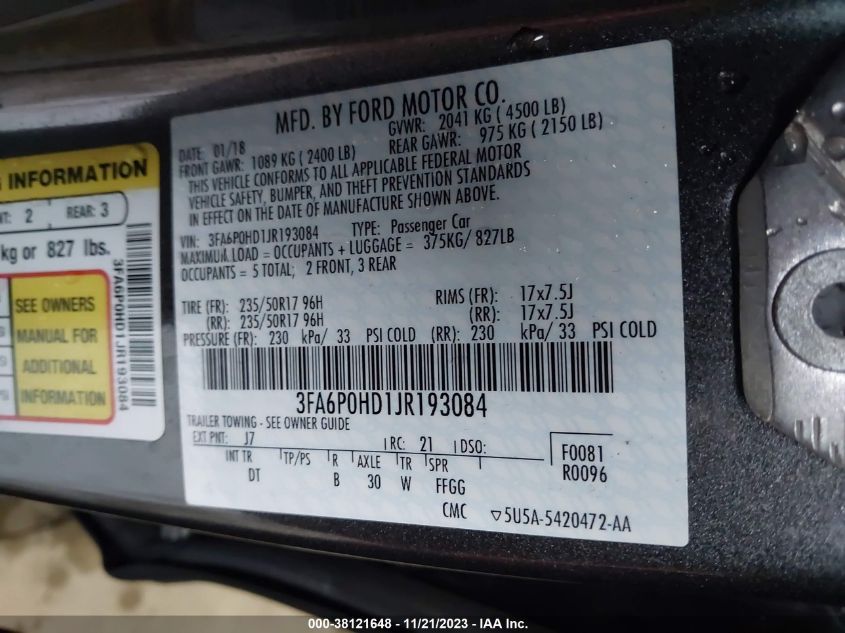 MFD. BY FORD MOTOR CO.
DATE: 01/18 GVWR: 2041 KG ( 4500 LB)
FRONT GAWR: 1089 KG ( 2400 LB) REAR GAWR: 975 KG ( 2150 LB)
THIS VEHICLE CONFORMS TO ALL APPLICABLE FEDERAL MOTOR
VEHICLE SAFETY, BUMPER, AND THEFT PREVENTION STANDARDS
IN EFFECT ON THE DATE OF MANUFACTURE SHOWN ABOVE.
VIN: 3FA6P0HD1JR193084 TYPE: Passenger Car
MAXIMUM LOAD = OCCUPANTS + LUGGAGE = 375KG/ 827LB
OCCUPANTS = 5 TOTAL; 2 FRONT, 3 REAR
TIRE (FR): 235/50R17 96H RIMS (FR): 17x7.5J
(RR): 235/50R17 96H (RR): 17x7.5J
PRESSURE (FR): 230 kPa/ 33 PSI COLD (RR): 230 kPa/ 33 PSI COLD
3FA6P0HD1JR193084
TRAILER TOWING - SEE OWNER GUIDE
EXT PNT: J7 RC: 21 DSO: F0081
INT TR TP/PS R AXLE TR SPR R0096
DT B 30 W FFGG
CMC ▽5U5A-5420472-AA
INFORMATION
2 REAR: 3
kg or 827 lbs.
SEE OWNERS
MANUAL FOR
ADDITIONAL
INFORMATION
3FA6P0HD1JR193084
000-38121648 - 11/21/2023 - IAA Inc.